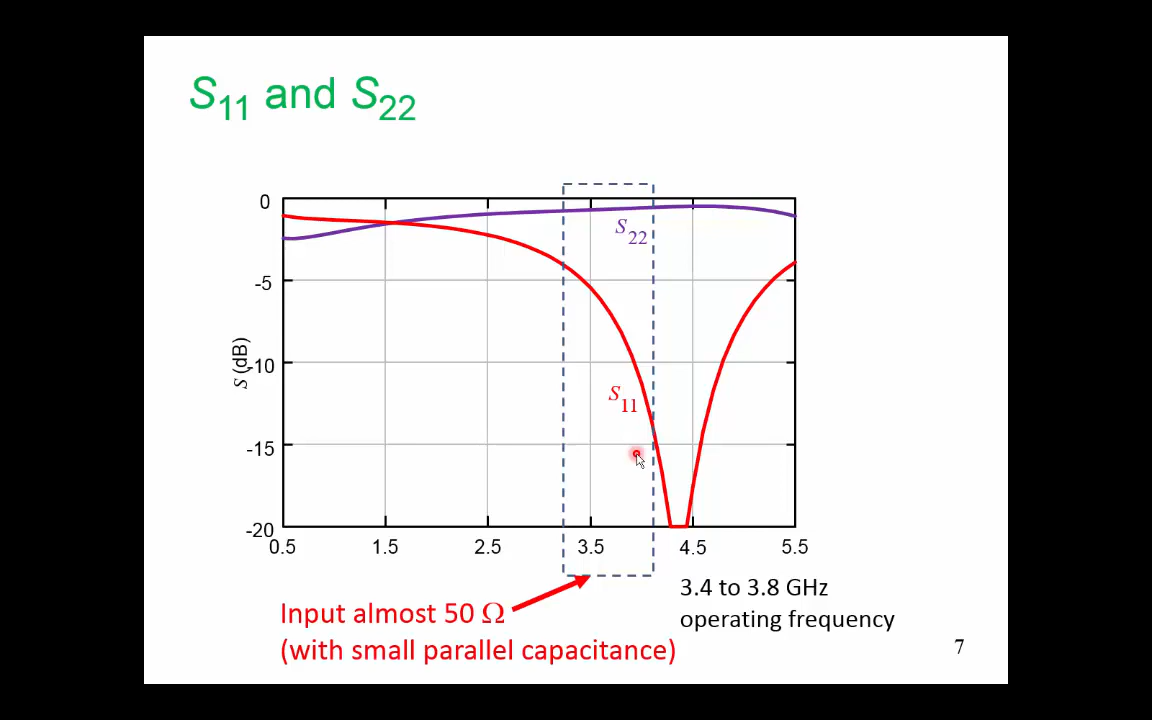 S11 and S22
0
S22
-5
S (dB)
-10
S11
-15
-20
0.5 1.5 2.5 3.5 4.5 5.5
3.4 to 3.8 GHz
operating frequency
Input almost 50 Ω
(with small parallel capacitance)
7